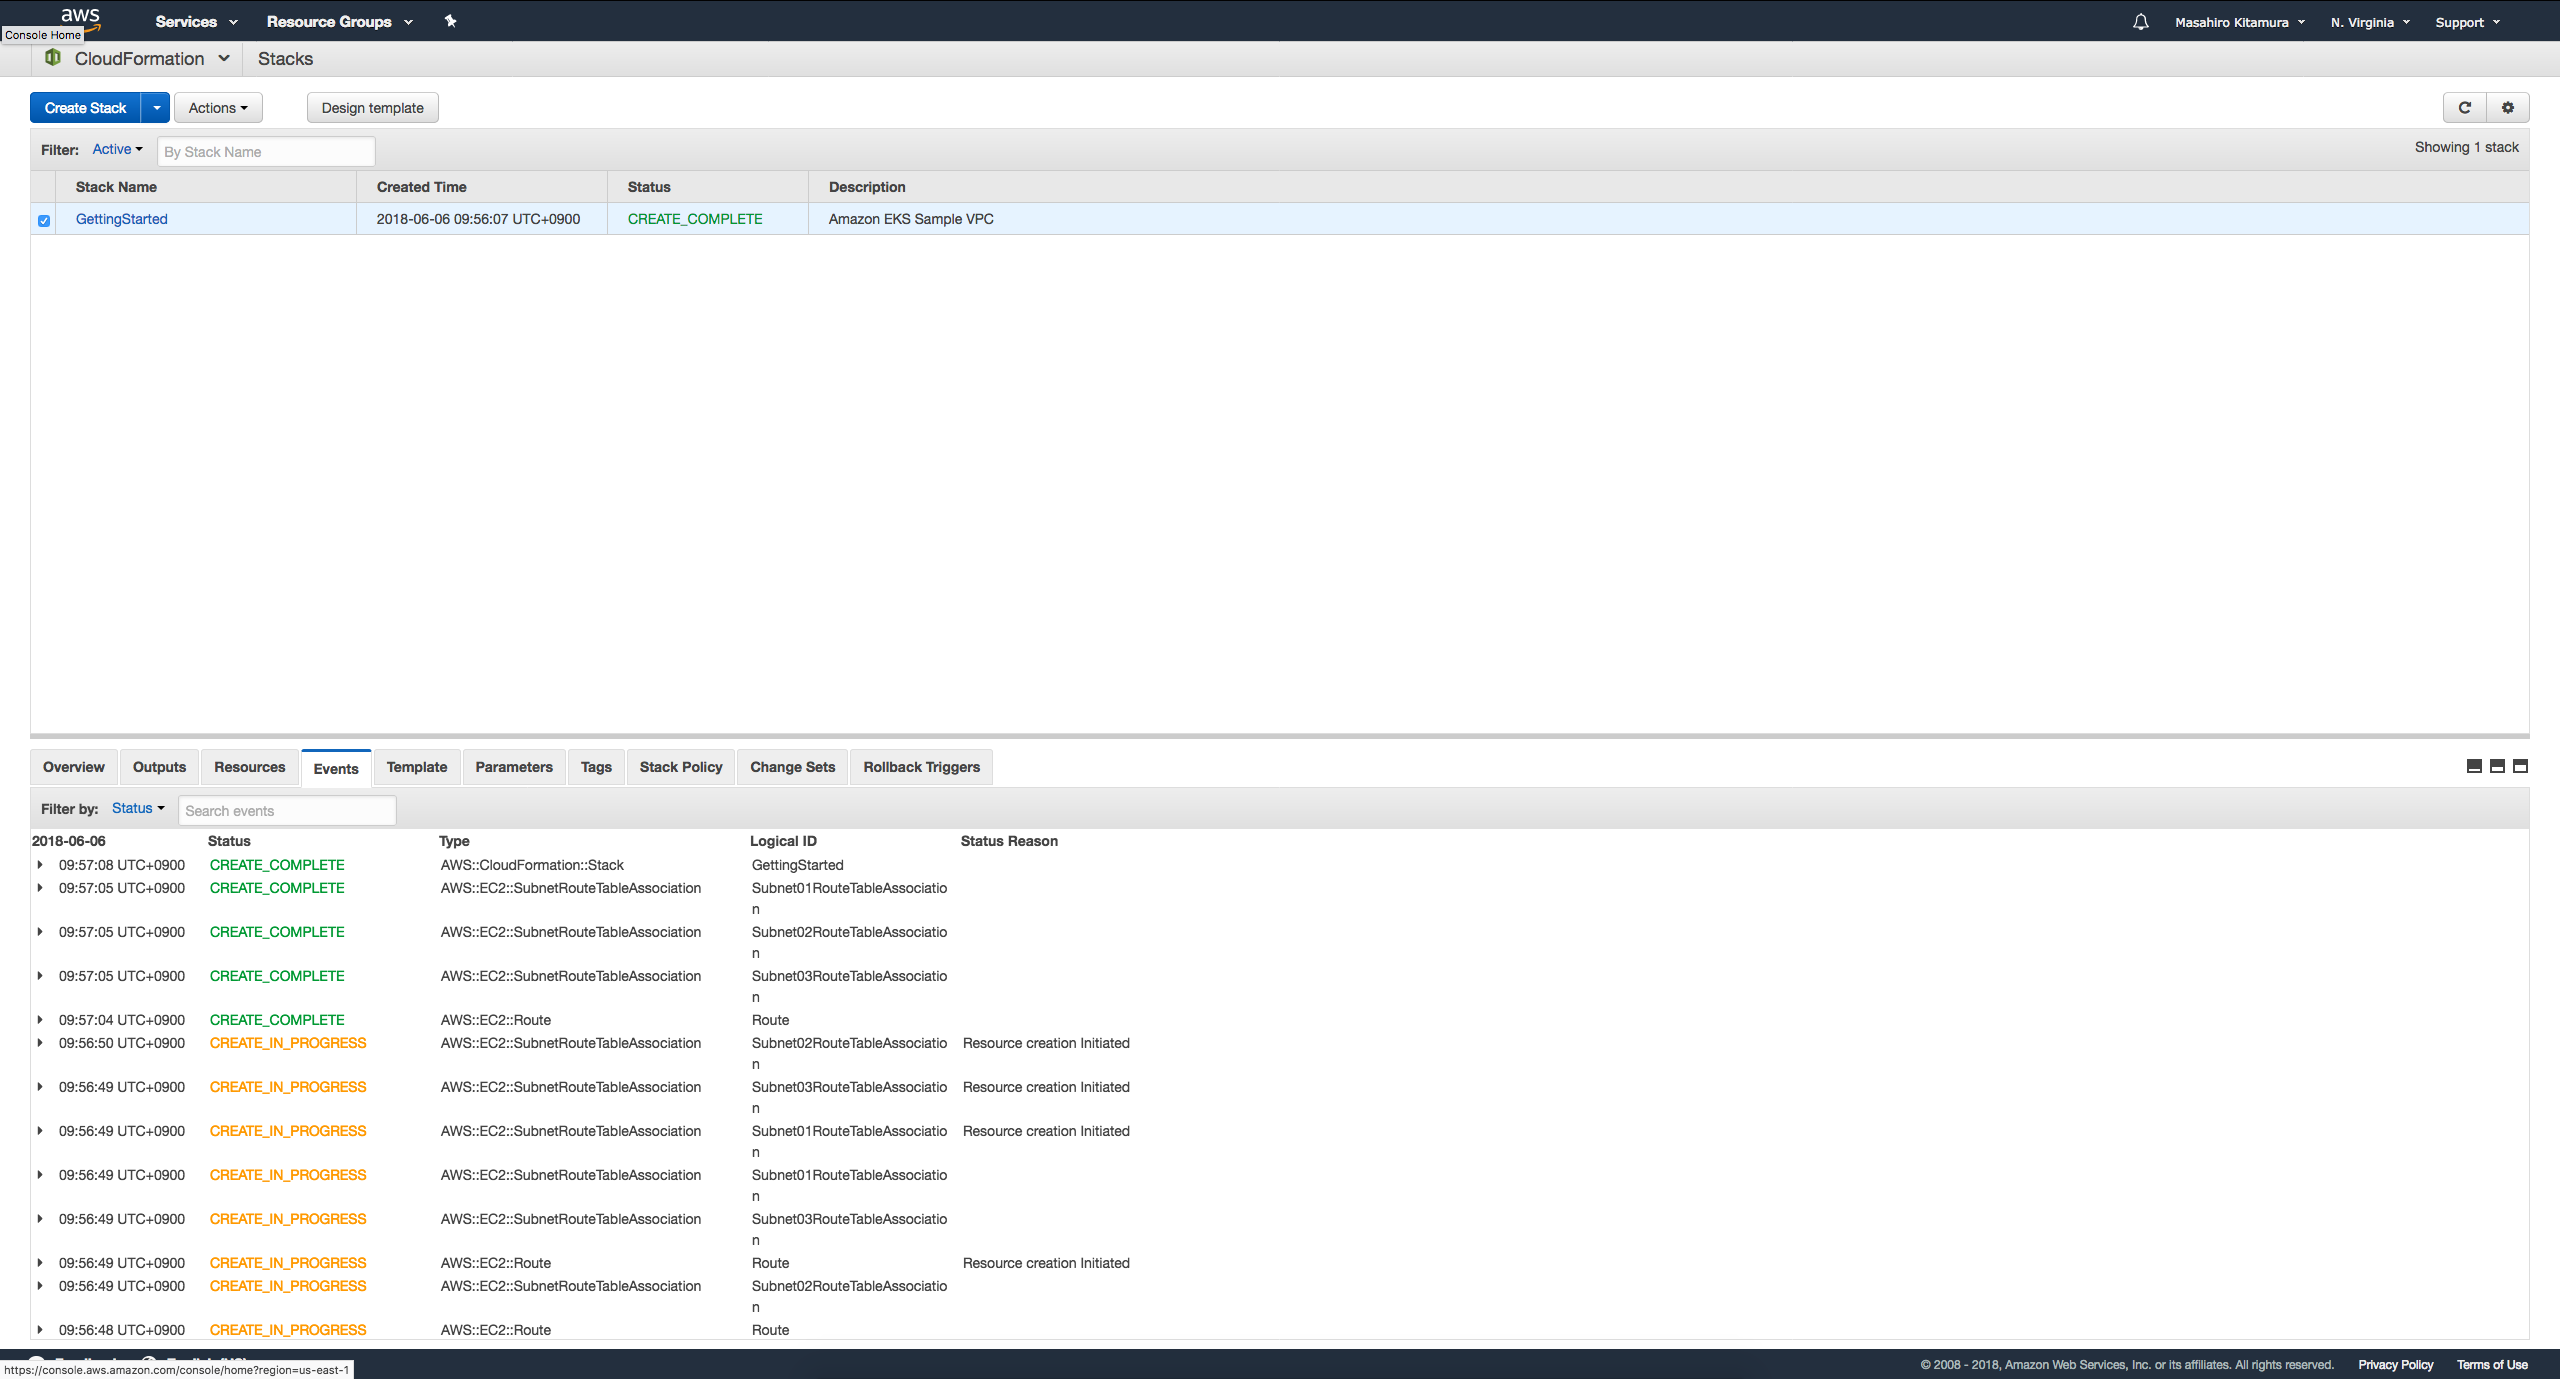 aws Services Resource Groups Masahiro Kitamura N. Virginia Support
Console Home
CloudFormation Stacks
Create Stack Actions Design template
Filter: Active By Stack Name Showing 1 stack
Stack Name Created Time Status Description
GettingStarted 2018-06-06 09:56:07 UTC+0900 CREATE_COMPLETE Amazon EKS Sample VPC
Overview Outputs Resources Events Template Parameters Tags Stack Policy Change Sets Rollback Triggers
Filter by: Status Search events
2018-06-06 Status Type Logical ID Status Reason
09:57:08 UTC+0900 CREATE_COMPLETE AWS::CloudFormation::Stack GettingStarted
09:57:05 UTC+0900 CREATE_COMPLETE AWS::EC2::SubnetRouteTableAssociation Subnet01RouteTableAssociatio
n
09:57:05 UTC+0900 CREATE_COMPLETE AWS::EC2::SubnetRouteTableAssociation Subnet02RouteTableAssociatio
n
09:57:05 UTC+0900 CREATE_COMPLETE AWS::EC2::SubnetRouteTableAssociation Subnet03RouteTableAssociatio
n
09:57:04 UTC+0900 CREATE_COMPLETE AWS::EC2::Route Route
09:56:50 UTC+0900 CREATE_IN_PROGRESS AWS::EC2::SubnetRouteTableAssociation Subnet02RouteTableAssociatio Resource creation Initiated
n
09:56:49 UTC+0900 CREATE_IN_PROGRESS AWS::EC2::SubnetRouteTableAssociation Subnet03RouteTableAssociatio Resource creation Initiated
n
09:56:49 UTC+0900 CREATE_IN_PROGRESS AWS::EC2::SubnetRouteTableAssociation Subnet01RouteTableAssociatio Resource creation Initiated
n
09:56:49 UTC+0900 CREATE_IN_PROGRESS AWS::EC2::SubnetRouteTableAssociation Subnet01RouteTableAssociatio
n
09:56:49 UTC+0900 CREATE_IN_PROGRESS AWS::EC2::SubnetRouteTableAssociation Subnet03RouteTableAssociatio
n
09:56:49 UTC+0900 CREATE_IN_PROGRESS AWS::EC2::Route Route Resource creation Initiated
09:56:49 UTC+0900 CREATE_IN_PROGRESS AWS::EC2::SubnetRouteTableAssociation Subnet02RouteTableAssociatio
n
09:56:48 UTC+0900 CREATE_IN_PROGRESS AWS::EC2::Route Route
https://console.aws.amazon.com/console/home?region=us-east-1
© 2008 - 2018, Amazon Web Services, Inc. or its affiliates. All rights reserved. Privacy Policy Terms of Use